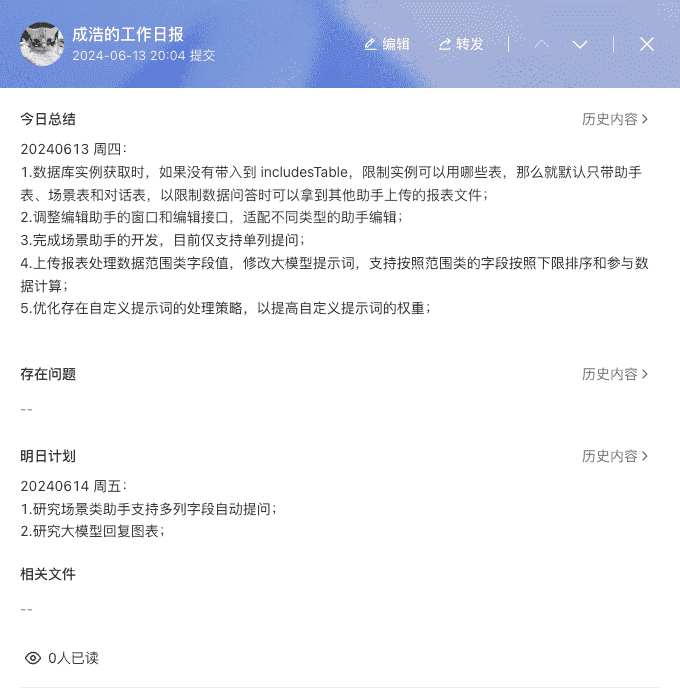 成浩的工作日报
2024-06-13 20:04 提交
编辑
转发
今日总结
历史内容
20240613 周四：
1.数据库实例获取时，如果没有带入到 includesTable，限制实例可以用哪些表，那么就默认只带助手
表、场景表和对话表，以限制数据问答时可以拿到其他助手上传的报表文件；
2.调整编辑助手的窗口和编辑接口，适配不同类型的助手编辑；
3.完成场景助手的开发，目前仅支持单列提问；
4.上传报表处理数据范围类字段值，修改大模型提示词，支持按照范围类的字段按照下限排序和参与数
据计算；
5.优化存在自定义提示词的处理策略，以提高自定义提示词的权重；
存在问题
历史内容
--
明日计划
历史内容
20240614 周五：
1.研究场景类助手支持多列字段自动提问；
2.研究大模型回复图表；
相关文件
--
0人已读